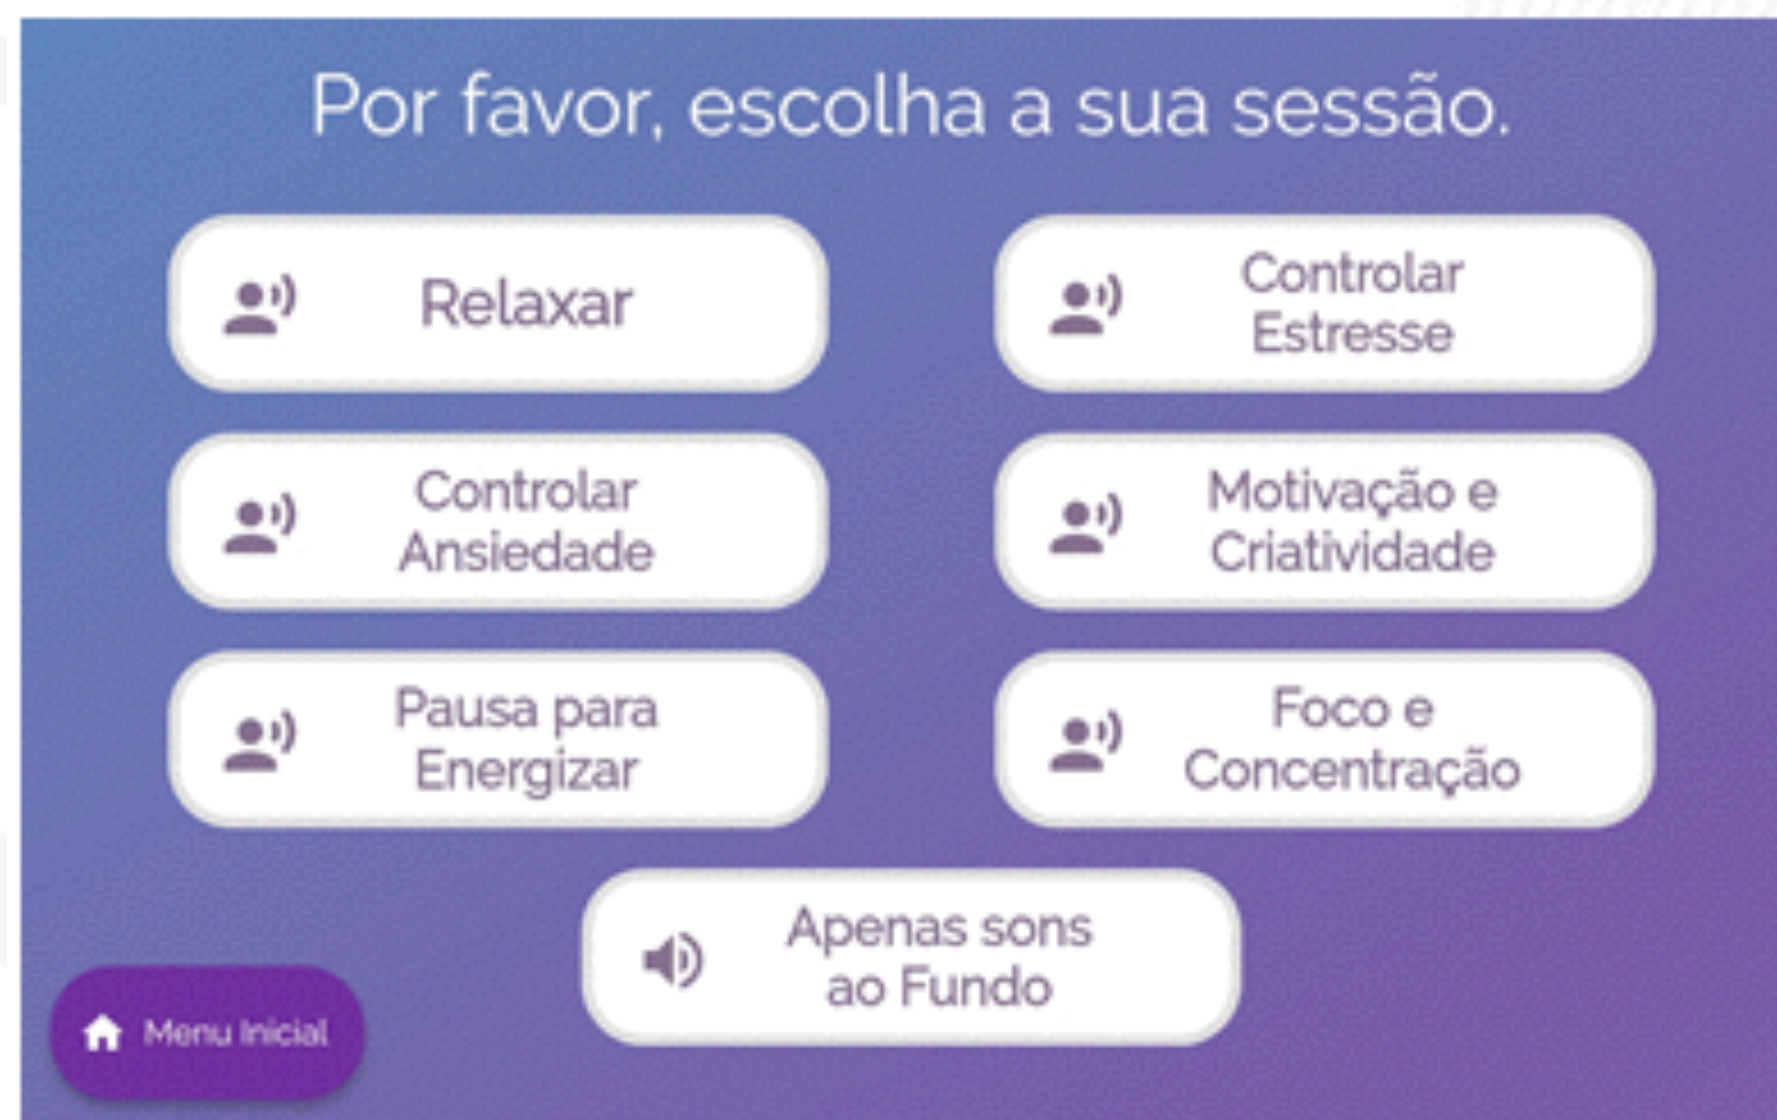 Por favor, escolha a sua sessão.
Relaxar
Controlar
Estresse
Controlar
Ansiedade
Motivação e
Criatividade
Pausa para
Energizar
Foco e
Concentração
Apenas sons
ao Fundo
Menu Inicial